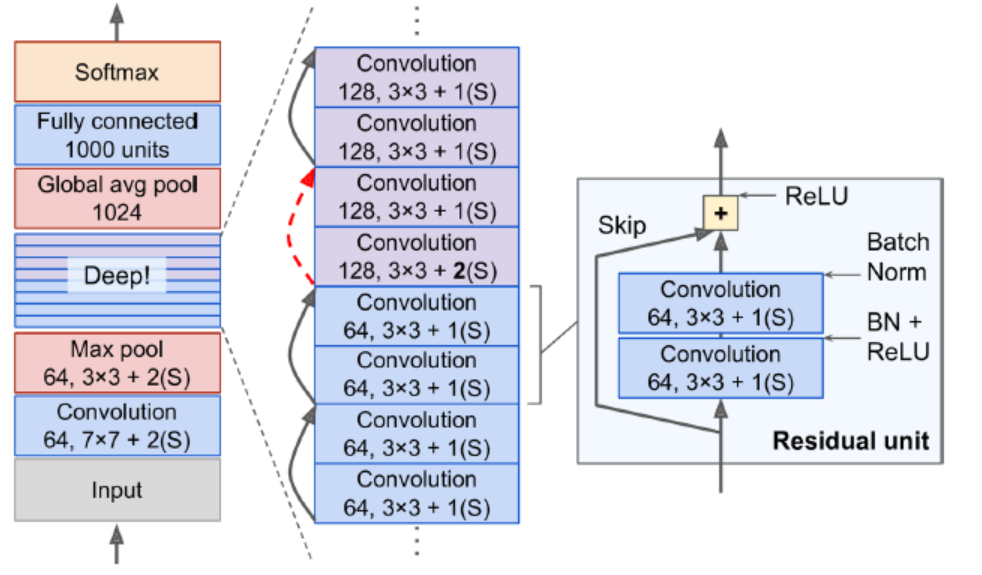 Softmax
Fully connected
1000 units
Global avg pool
1024
Deep!
Max pool
64, 3×3 + 2(S)
Convolution
64, 7×7 + 2(S)
Input
Convolution
128, 3×3 + 1(S)
Convolution
128, 3×3 + 1(S)
Convolution
128, 3×3 + 1(S)
Convolution
128, 3×3 + 2(S)
Convolution
64, 3×3 + 1(S)
Convolution
64, 3×3 + 1(S)
Convolution
64, 3×3 + 1(S)
Convolution
64, 3×3 + 1(S)
+
ReLU
Skip
Batch
Norm
Convolution
64, 3×3 + 1(S)
BN +
ReLU
Convolution
64, 3×3 + 1(S)
Residual unit